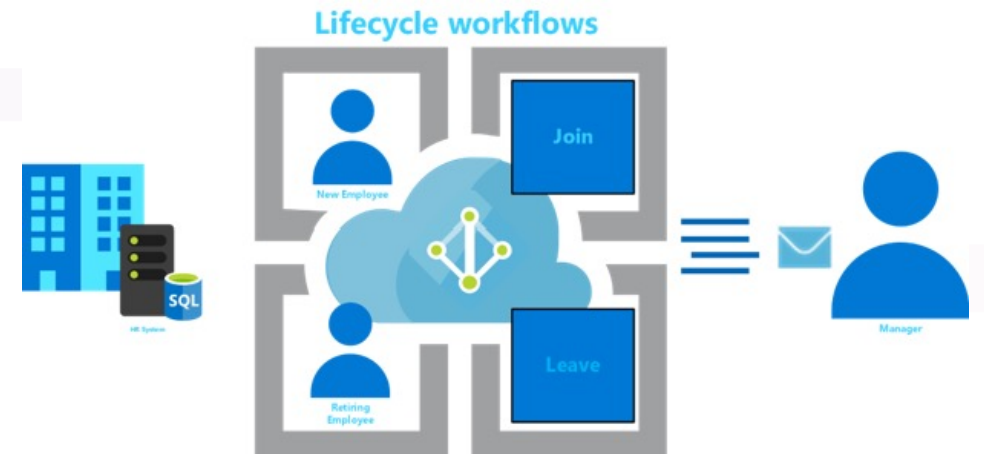 Lifecycle workflows
New Employee
Join
SQL
HR System
Manager
Leave
Retiring
Employee